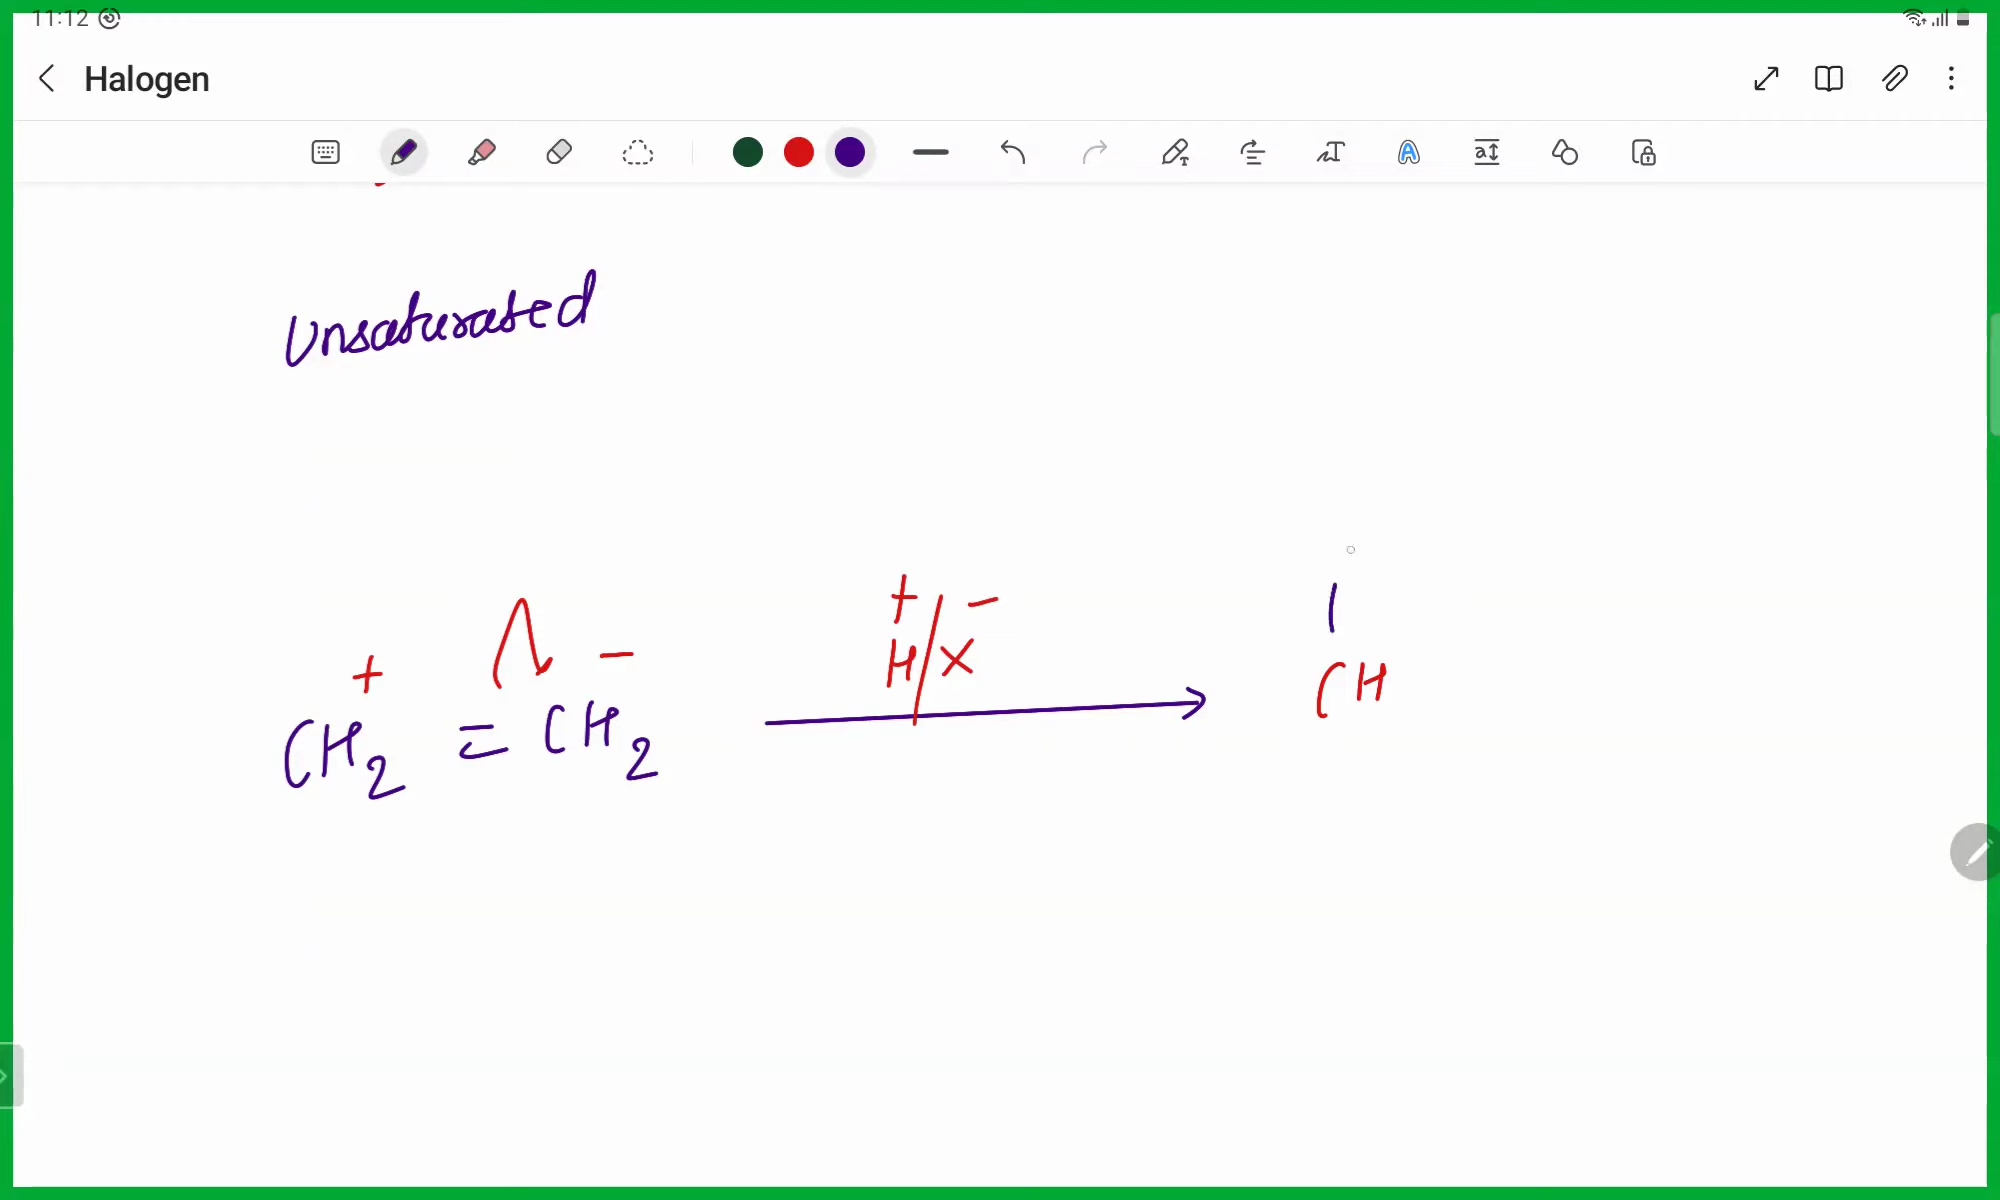 11:12
Halogen
Unsaturated
+ − + −
H/X
CH2 = CH2 → CH